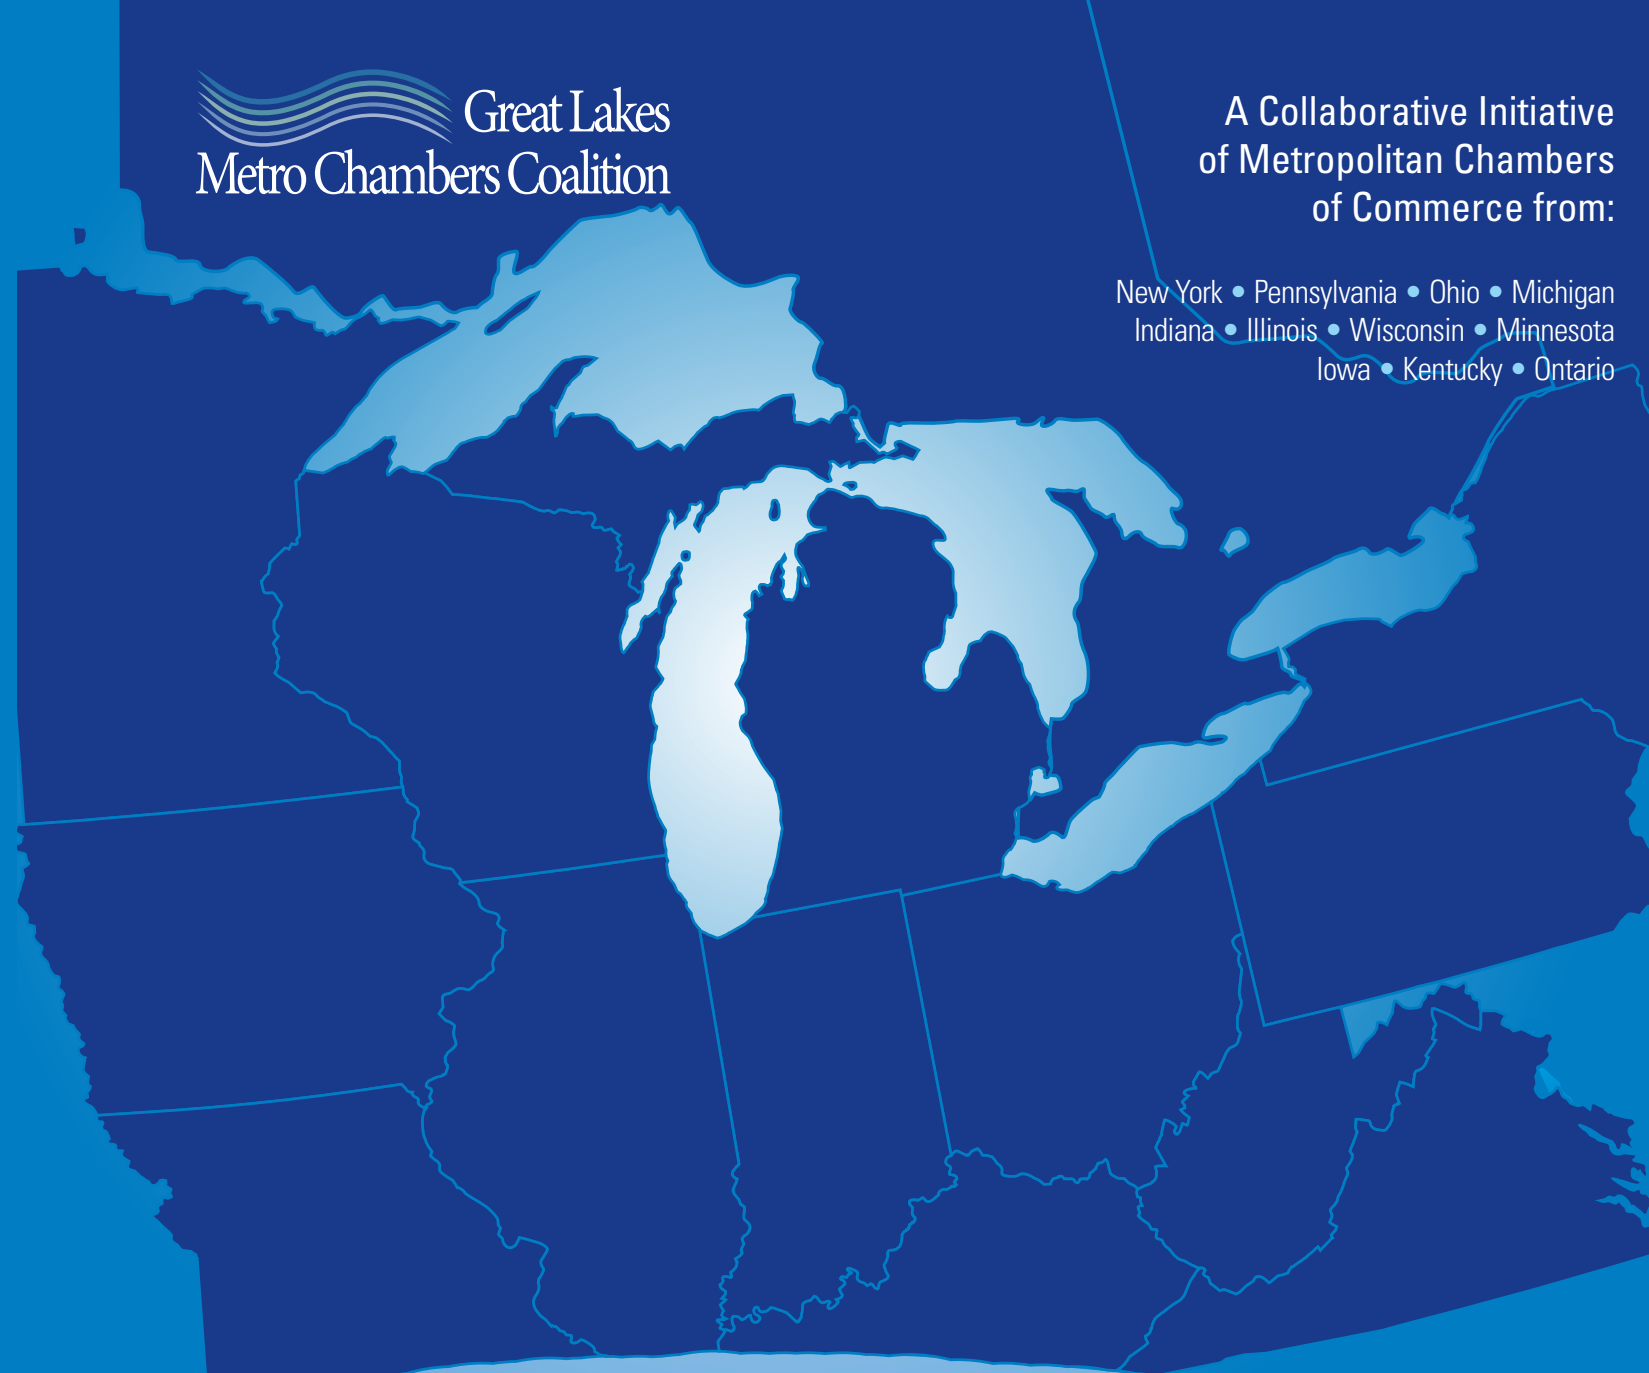 Great Lakes
Metro Chambers Coalition
A Collaborative Initiative
of Metropolitan Chambers
of Commerce from:
New York • Pennsylvania • Ohio • Michigan
Indiana • Illinois • Wisconsin • Minnesota
Iowa • Kentucky • Ontario